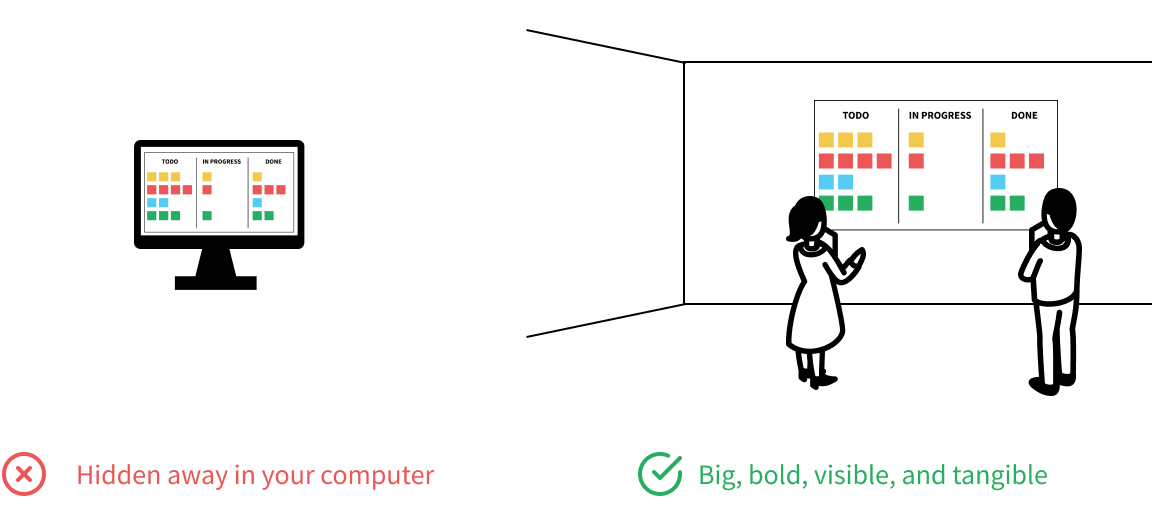 TODO
IN PROGRESS
DONE
TODO
IN PROGRESS
DONE
Hidden away in your computer
Big, bold, visible, and tangible